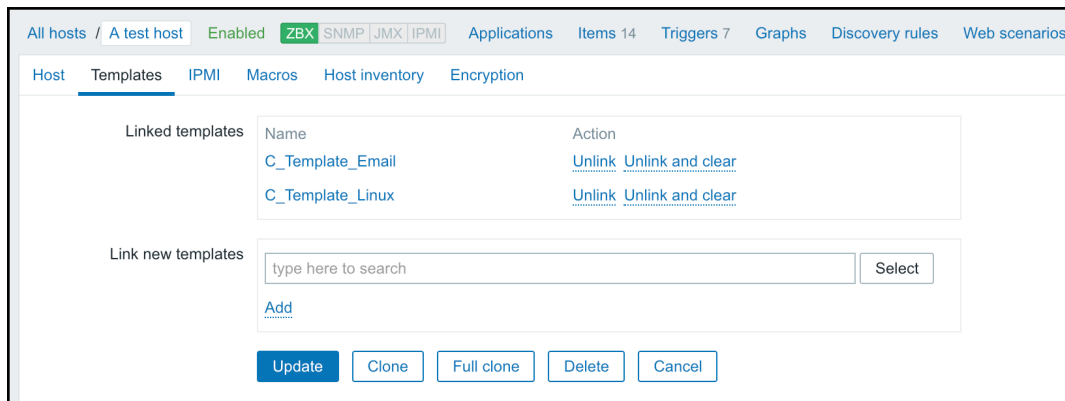 All hosts / A test host Enabled ZBX SNMP JMX IPMI Applications Items 14 Triggers 7 Graphs Discovery rules Web scenarios
Host Templates IPMI Macros Host inventory Encryption
Linked templates Name Action
C_Template_Email Unlink Unlink and clear
C_Template_Linux Unlink Unlink and clear
Link new templates
type here to search Select
Add
Update Clone Full clone Delete Cancel